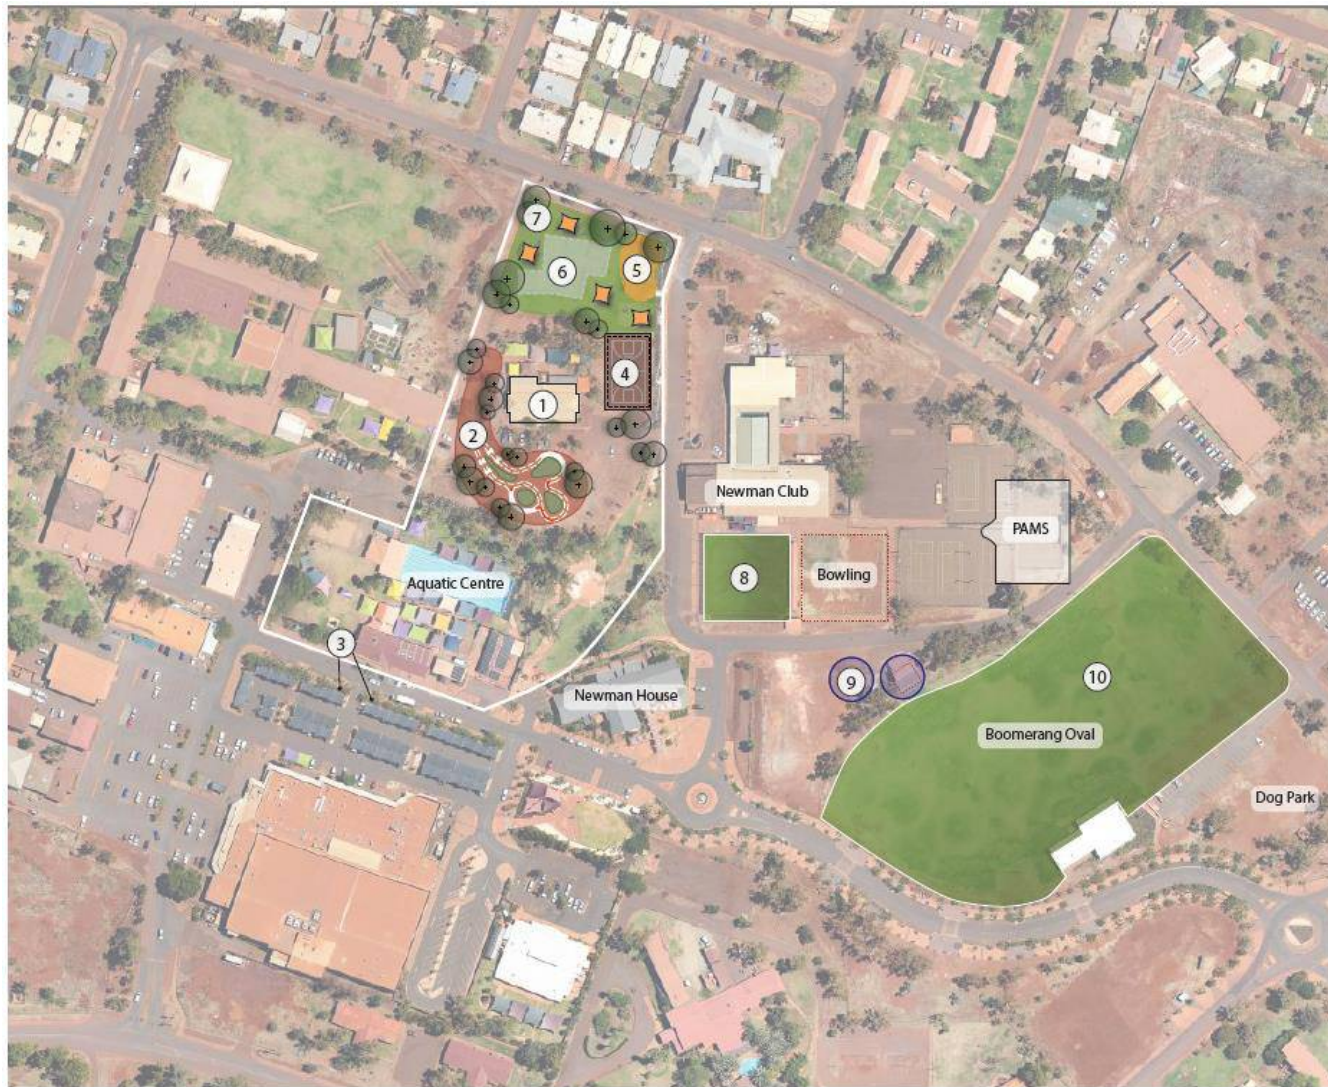 7
5
6
4
1
2
Newman Club
PAMS
8
Bowling
Aquatic Centre
3
9
10
Newman House
Boomerang Oval
Dog Park